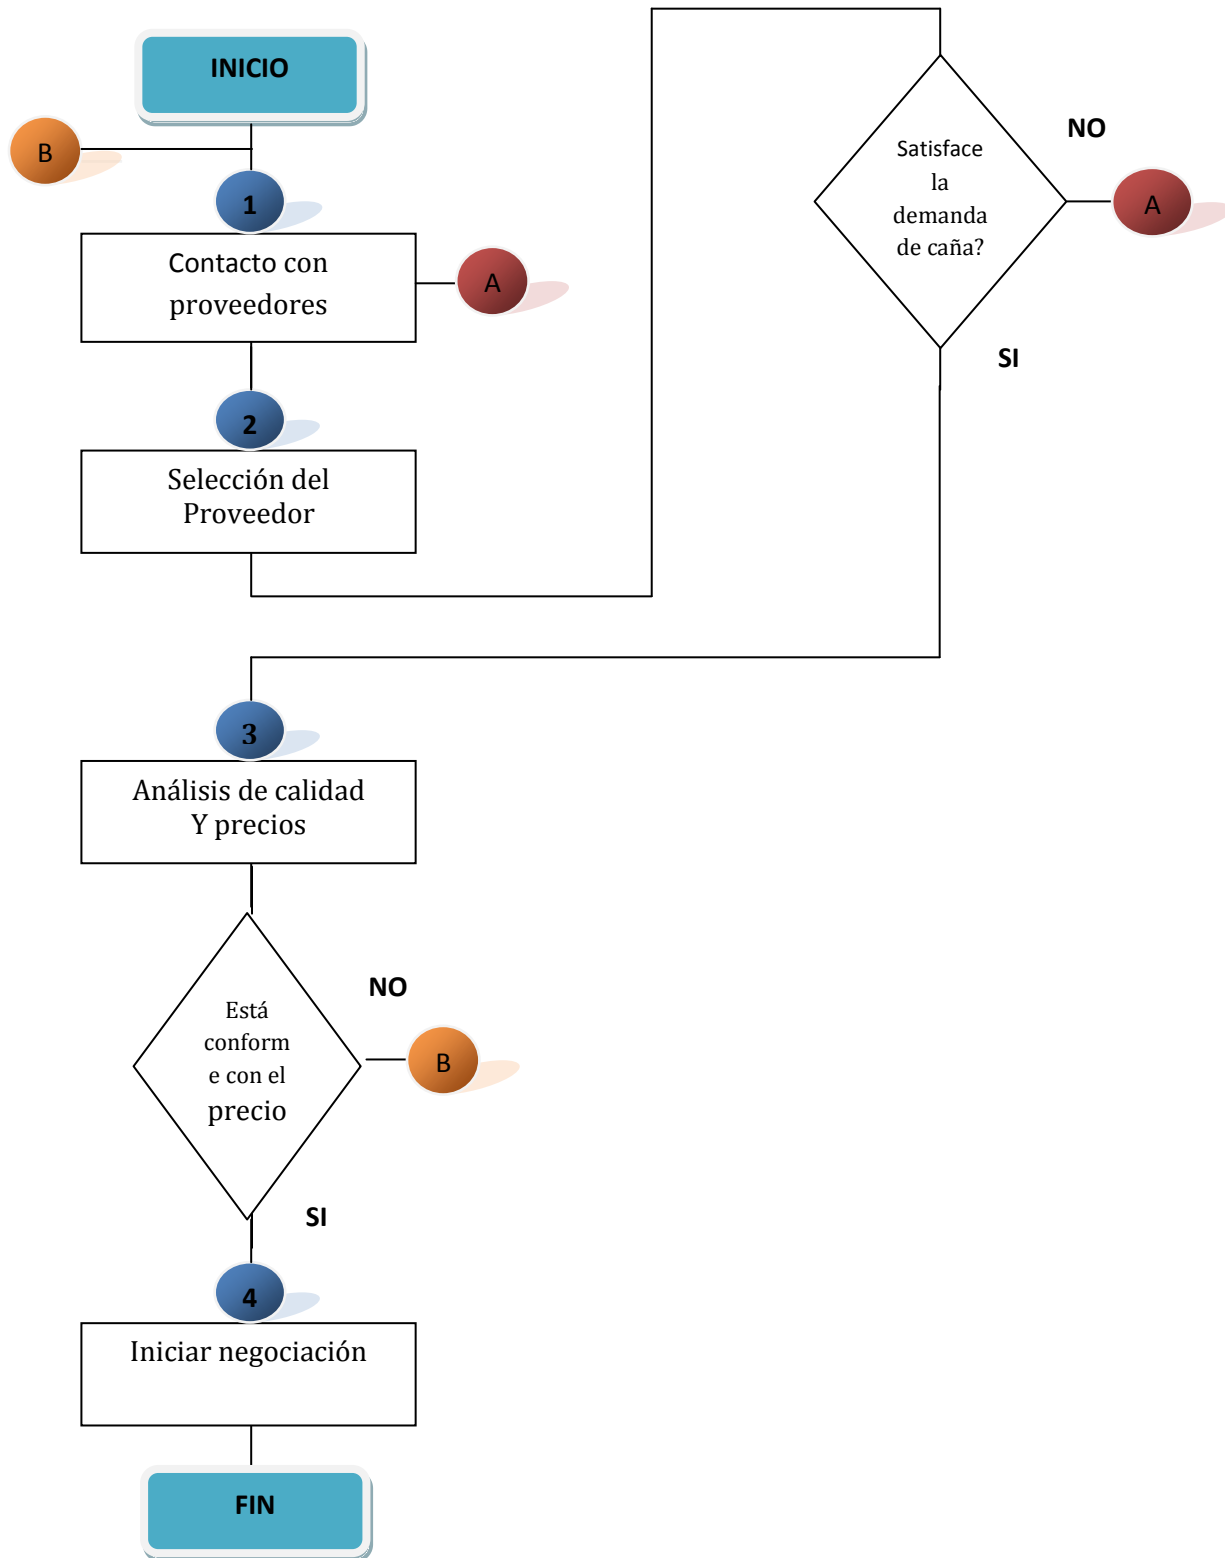 INICIO
B
1
Contacto con
proveedores
A
2
Selección del
Proveedor
Satisface
la
demanda
de caña?
NO
A
SI
3
Análisis de calidad
Y precios
Está
conform
e con el
precio
NO
B
SI
4
Iniciar negociación
FIN